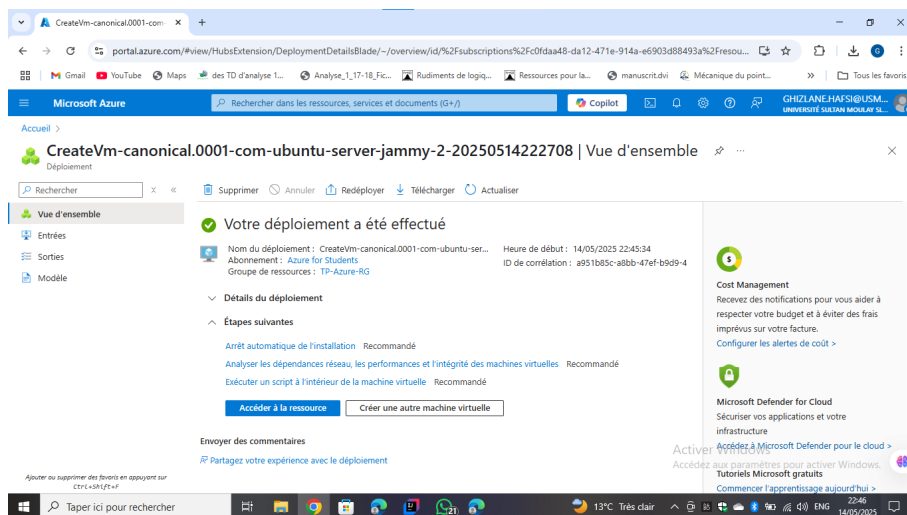 CreateVm-canonical.0001-com-
portal.azure.com/#view/HubsExtension/DeploymentDetailsBlade/~/overview/id/%2Fsubscriptions%2Fc0fdaa48-da12-471e-914a-e6903d88493a%2Fresou...
G
Gmail
YouTube
Maps
des TD d'analyse 1...
Analyse_1_17-18_Fic...
Rudiments de logiq...
Ressources pour la...
manuscrit.dvi
Mécanique du point...
Tous les favoris
Microsoft Azure
Rechercher dans les ressources, services et documents (G+/)
Copilot
GHIZLANE.HAFSI@USM...
UNIVERSITÉ SULTAN MOULAY SL...
Accueil >
CreateVm-canonical.0001-com-ubuntu-server-jammy-2-20250514222708 | Vue d'ensemble
Déploiement
Rechercher
Supprimer
Annuler
Redéployer
Télécharger
Actualiser
Vue d'ensemble
Entrées
Sorties
Modèle
Votre déploiement a été effectué
Nom du déploiement : CreateVm-canonical.0001-com-ubuntu-ser...
Abonnement : Azure for Students
Groupe de ressources : TP-Azure-RG
Heure de début : 14/05/2025 22:45:34
ID de corrélation : a951b85c-a8bb-47ef-b9d9-4
Détails du déploiement
Étapes suivantes
Arrêt automatique de l'installation Recommandé
Analyser les dépendances réseau, les performances et l'intégrité des machines virtuelles Recommandé
Exécuter un script à l'intérieur de la machine virtuelle Recommandé
Accéder à la ressource
Créer une autre machine virtuelle
Envoyer des commentaires
Partagez votre expérience avec le déploiement
Cost Management
Recevez des notifications pour vous aider à
respecter votre budget et à éviter des frais
imprévus sur votre facture.
Configurer les alertes de coût >
Microsoft Defender for Cloud
Sécuriser vos applications et votre
infrastructure
Accédez à Microsoft Defender pour le cloud >
Tutoriels Microsoft gratuits
Commencer l'apprentissage aujourd'hui >
Activer Windows
Accédez aux paramètres pour activer Windows.
Ajouter ou supprimer des favoris en appuyant sur
Ctrl+Shift+F
Taper ici pour rechercher
21
13°C Très clair
ENG
22:46
14/05/2025